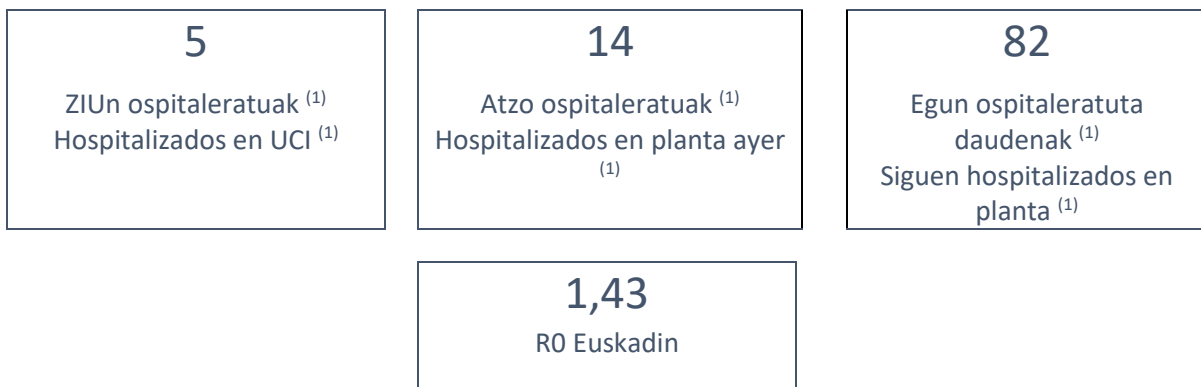 5
ZIUn ospitaleratuak (1)
Hospitalizados en UCI (1)
14
Atzo ospitaleratuak (1)
Hospitalizados en planta ayer
(1)
82
Egun ospitaleratuta
daudenak (1)
Siguen hospitalizados en
planta (1)
1,43
R0 Euskadin